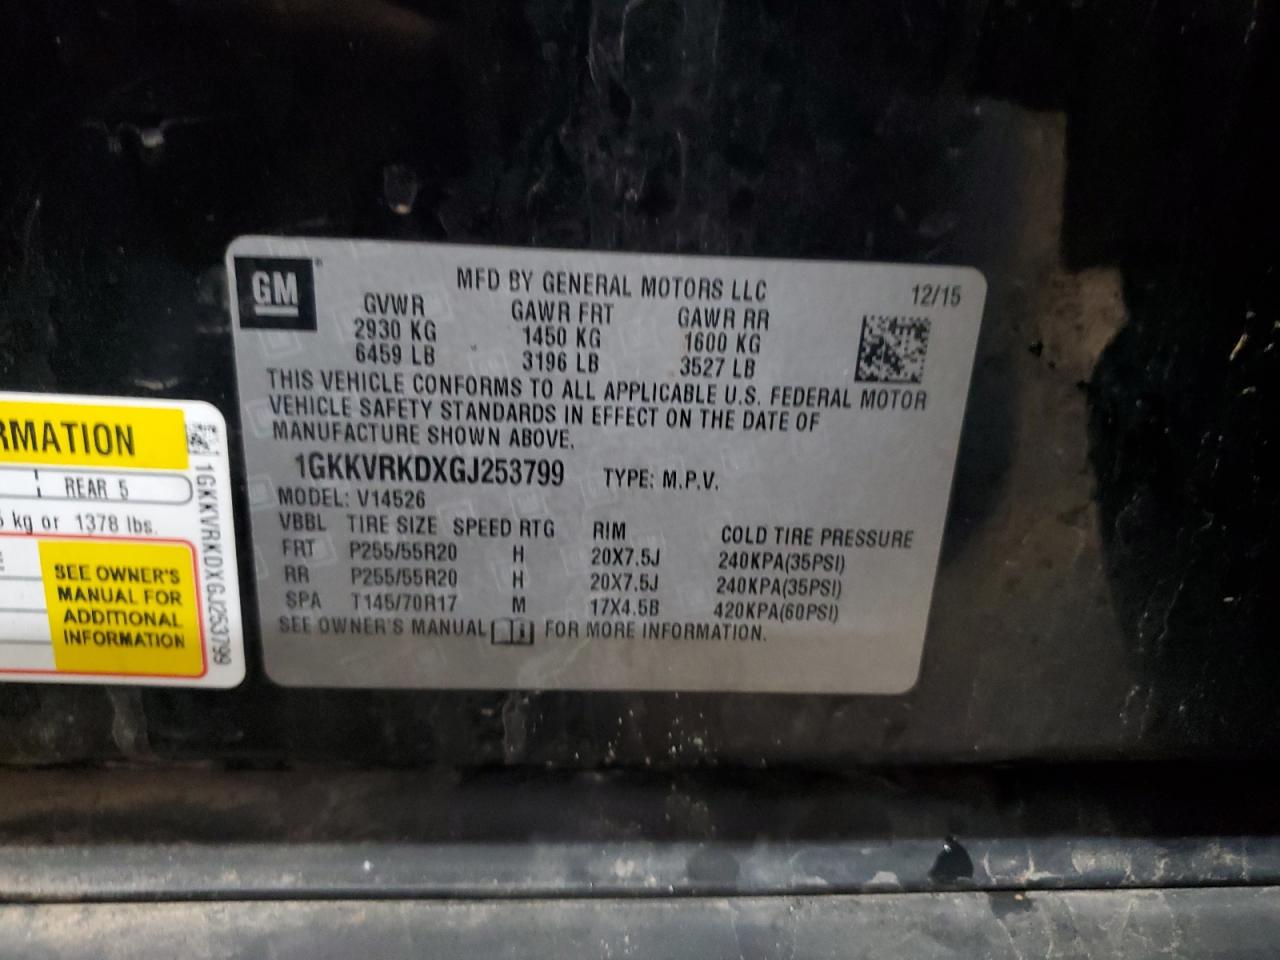 GM
MFD BY GENERAL MOTORS LLC
12/15
GVWR GAWR FRT GAWR RR
2930 KG 1450 KG 1600 KG
6459 LB 3196 LB 3527 LB
THIS VEHICLE CONFORMS TO ALL APPLICABLE U.S. FEDERAL MOTOR
VEHICLE SAFETY STANDARDS IN EFFECT ON THE DATE OF
MANUFACTURE SHOWN ABOVE.
1GKKVRKDXGJ253799 TYPE: M.P.V.
MODEL: V14526
VBBL TIRE SIZE SPEED RTG RIM COLD TIRE PRESSURE
FRT P255/55R20 H 20X7.5J 240KPA(35PSI)
RR P255/55R20 H 20X7.5J 240KPA(35PSI)
SPA T145/70R17 M 17X4.5B 420KPA(60PSI)
SEE OWNER'S MANUAL FOR MORE INFORMATION.
RMATION
REAR 5
kg or 1378 lbs.
SEE OWNER'S
MANUAL FOR
ADDITIONAL
INFORMATION
1GKKVRKDXGJ253799